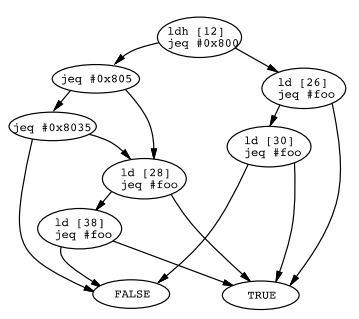 ldh [12]
jeq #0x800
jeq #0x805
ld [26]
jeq #foo
jeq #0x8035
ld [30]
jeq #foo
ld [28]
jeq #foo
ld [38]
jeq #foo
FALSE
TRUE